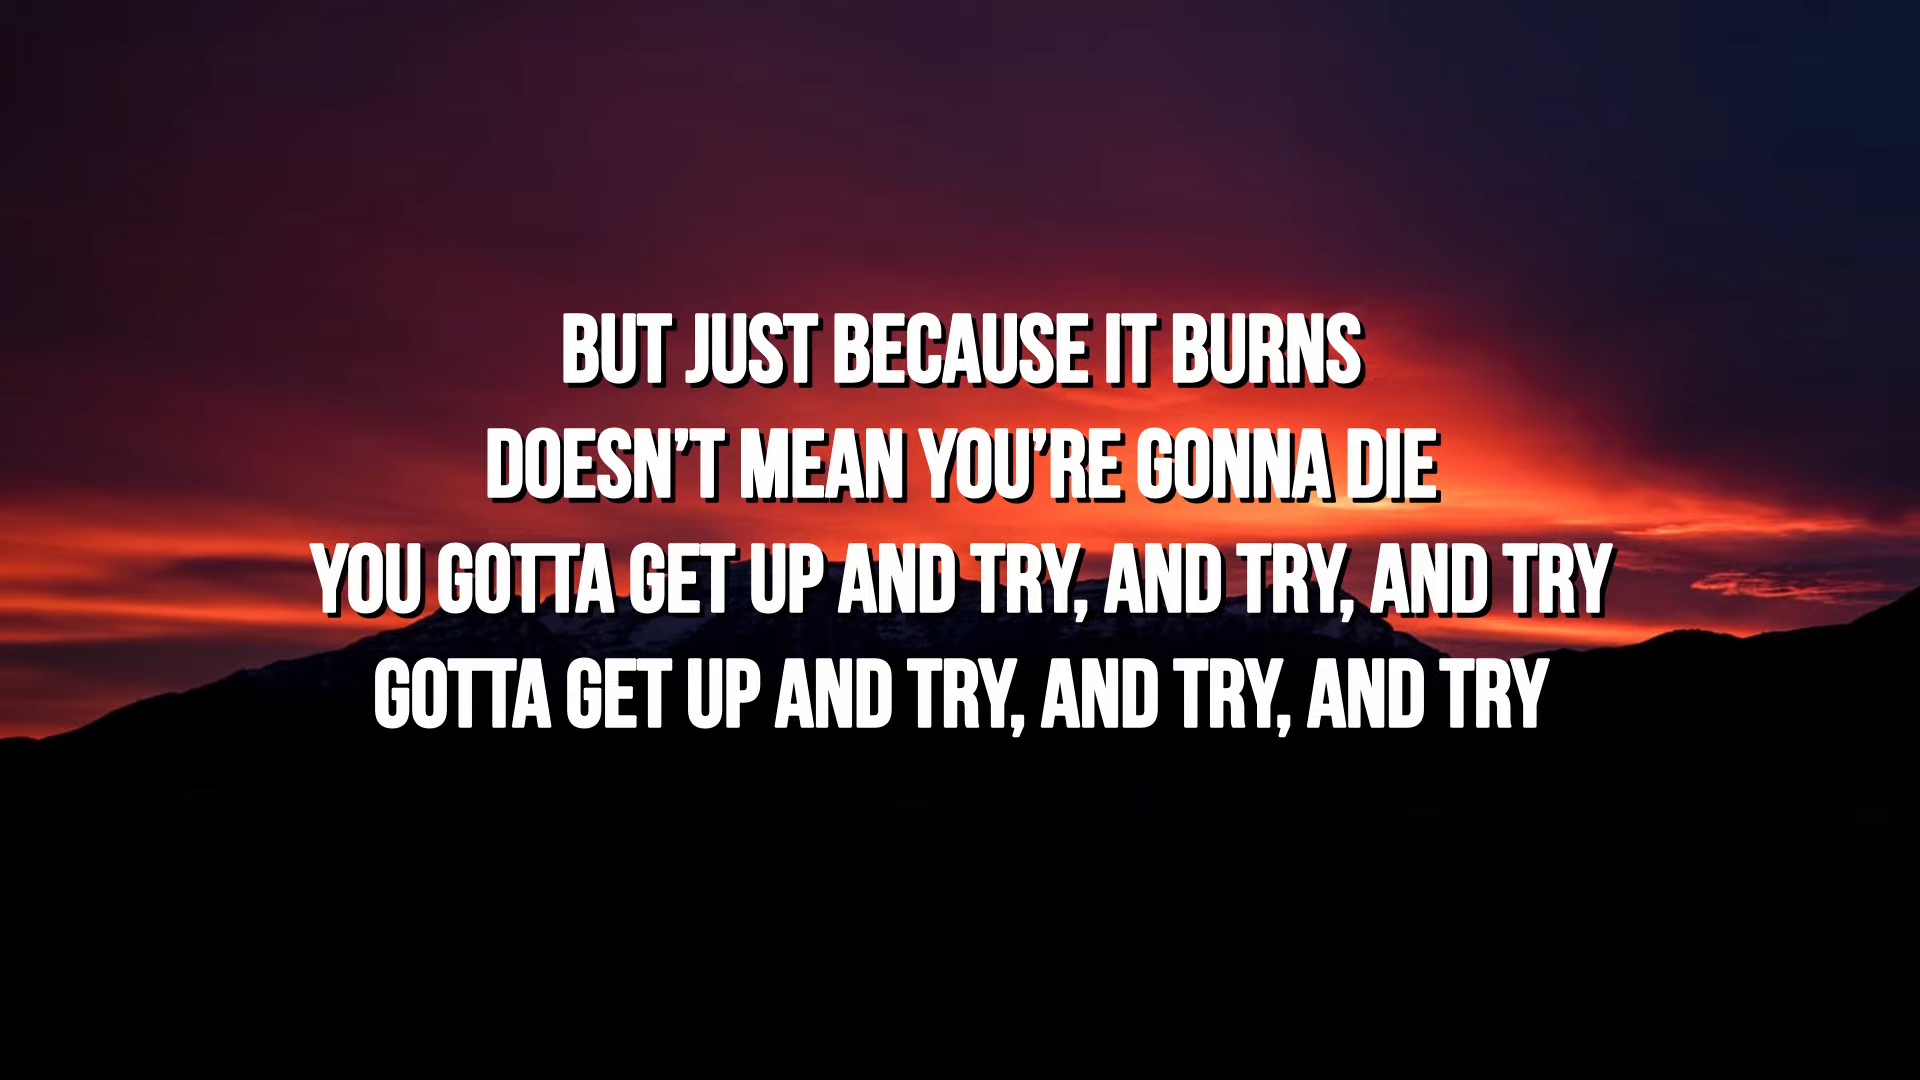 BUT JUST BECAUSE IT BURNS
DOESN’T MEAN YOU’RE GONNA DIE
YOU GOTTA GET UP AND TRY, AND TRY, AND TRY
GOTTA GET UP AND TRY, AND TRY, AND TRY